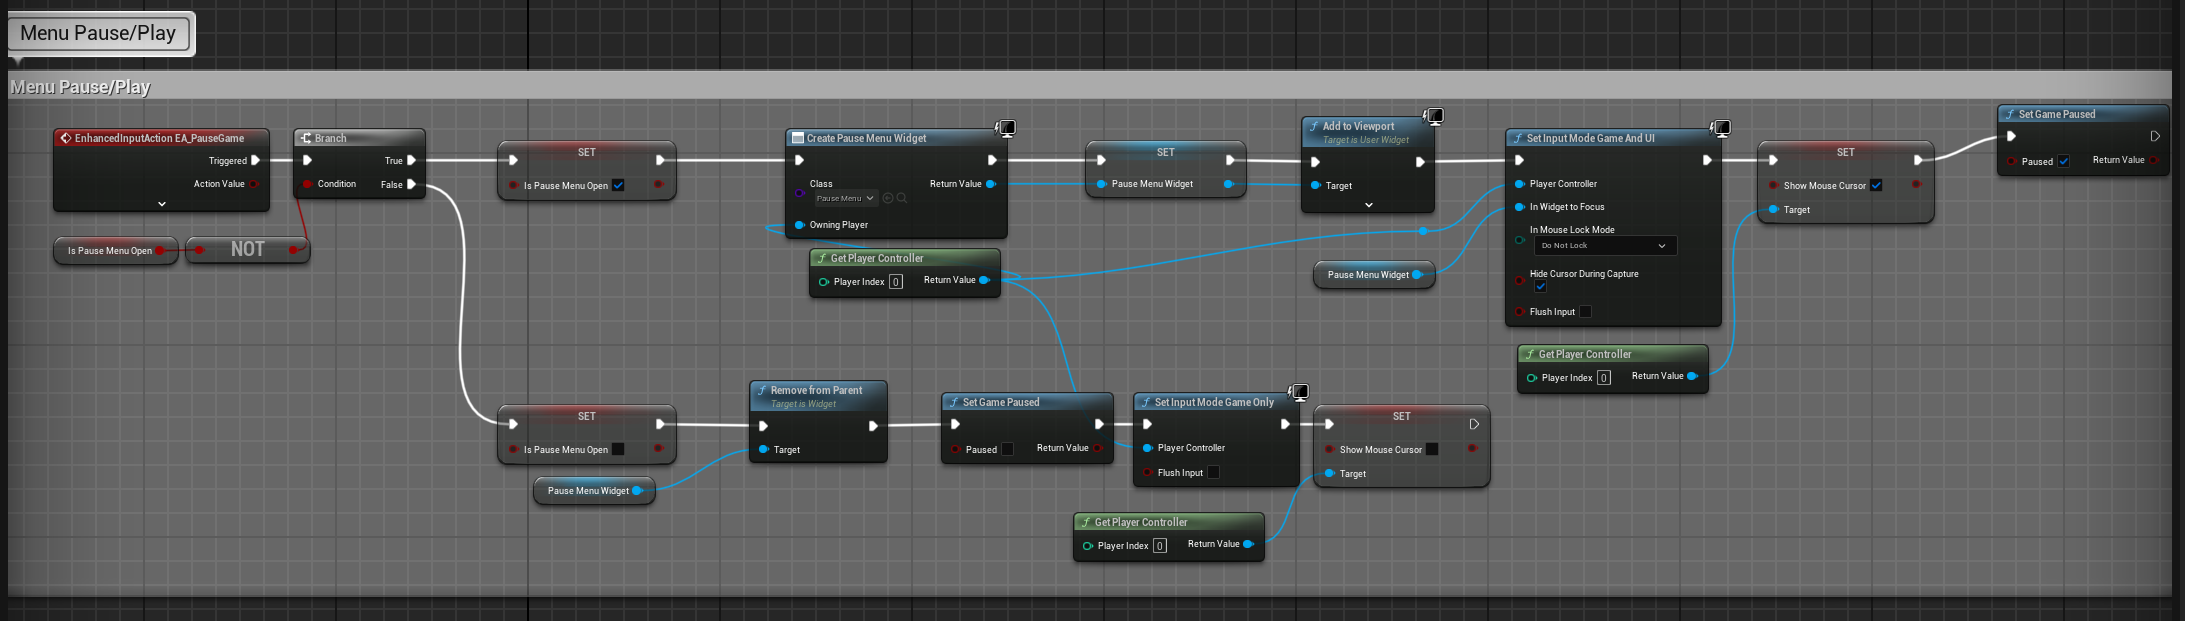 Menu Pause/Play
Menu Pause/Play
EnhancedInputAction EA_PauseGame
Triggered
Action Value
Is Pause Menu Open
NOT
Branch
True
Condition
False
SET
Is Pause Menu Open
Create Pause Menu Widget
Class
Pause Menu
Return Value
Owning Player
Get Player Controller
Player Index 0
Return Value
SET
Pause Menu Widget
Add to Viewport
Target is User Widget
Target
Pause Menu Widget
Set Input Mode Game And UI
Player Controller
In Widget to Focus
In Mouse Lock Mode
Do Not Lock
Hide Cursor During Capture
Flush Input
Get Player Controller
Player Index 0
Return Value
SET
Show Mouse Cursor
Target
Set Game Paused
Paused
Return Value
SET
Is Pause Menu Open
Pause Menu Widget
Remove from Parent
Target is Widget
Target
Set Game Paused
Paused
Return Value
Set Input Mode Game Only
Player Controller
Flush Input
Get Player Controller
Player Index 0
Return Value
SET
Show Mouse Cursor
Target